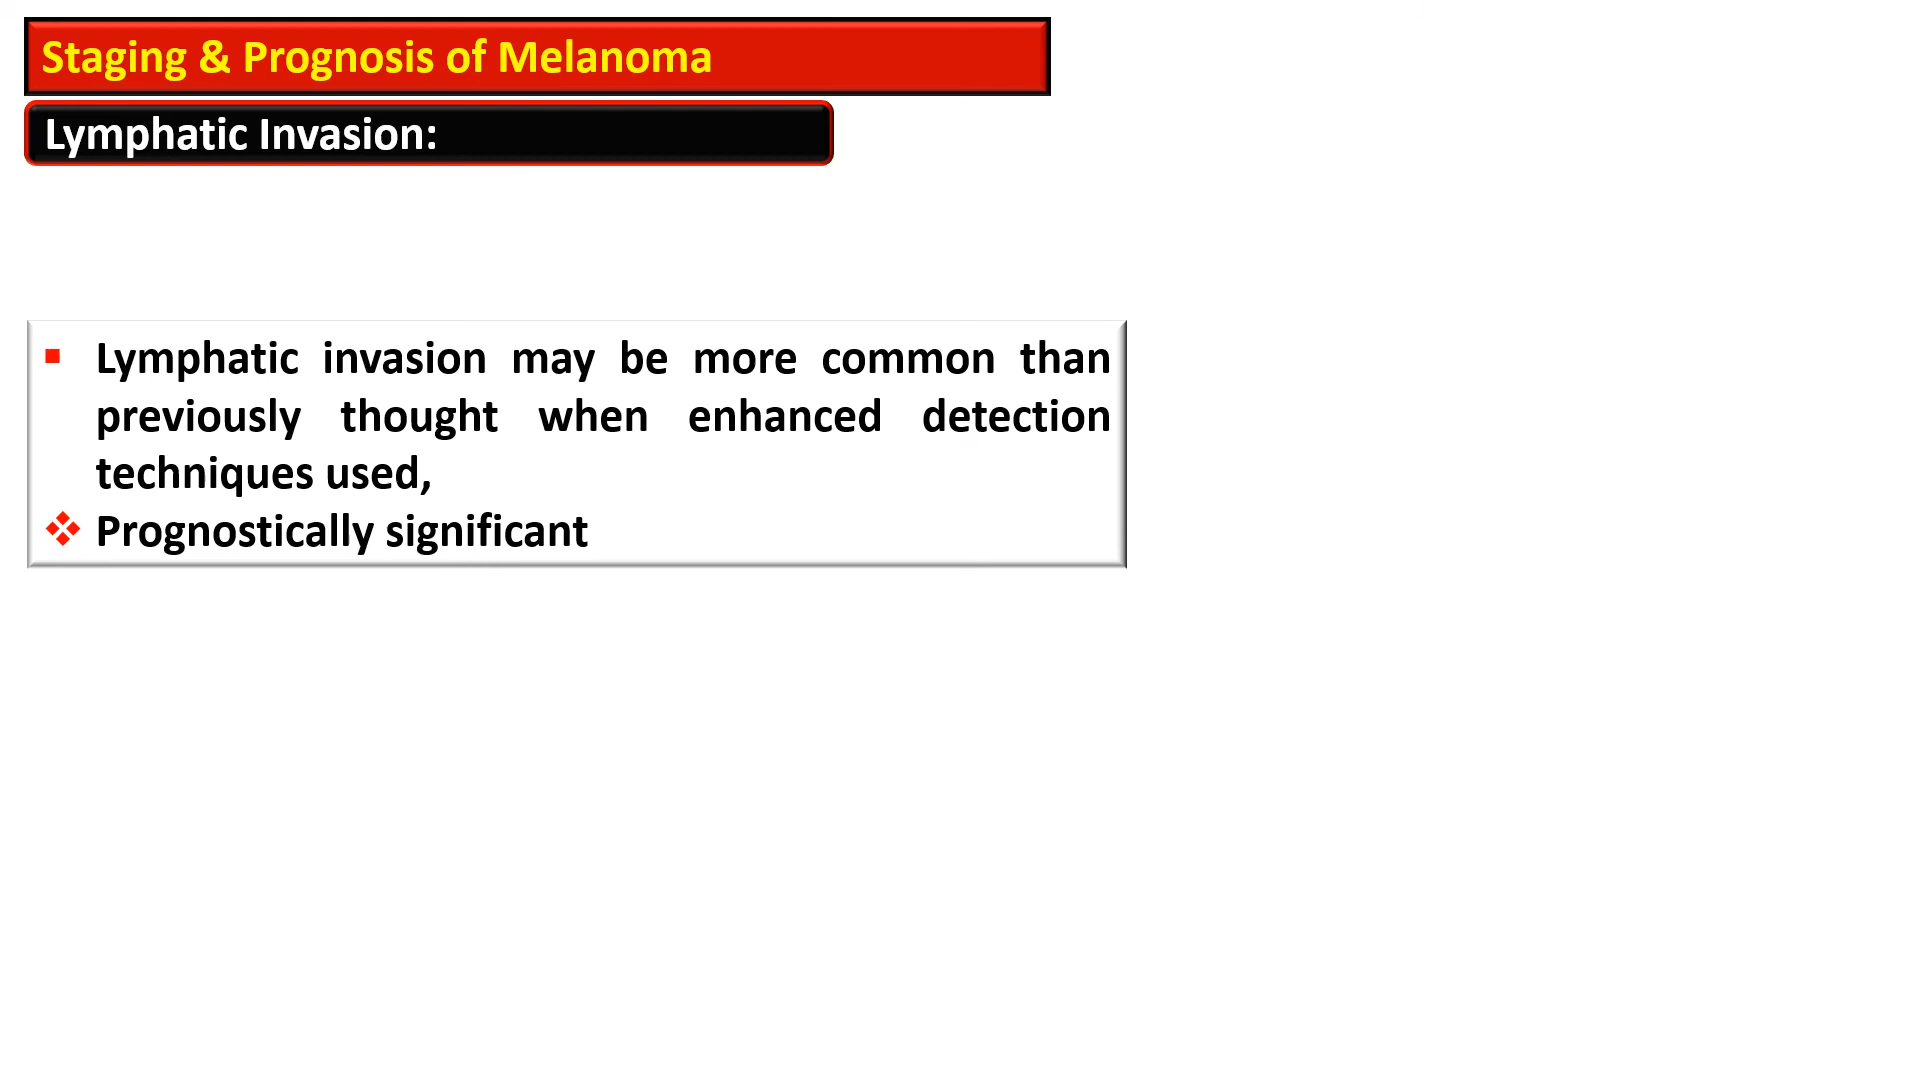 Staging & Prognosis of Melanoma
Lymphatic Invasion:
Lymphatic invasion may be more common than
previously thought when enhanced detection
techniques used,
Prognostically significant